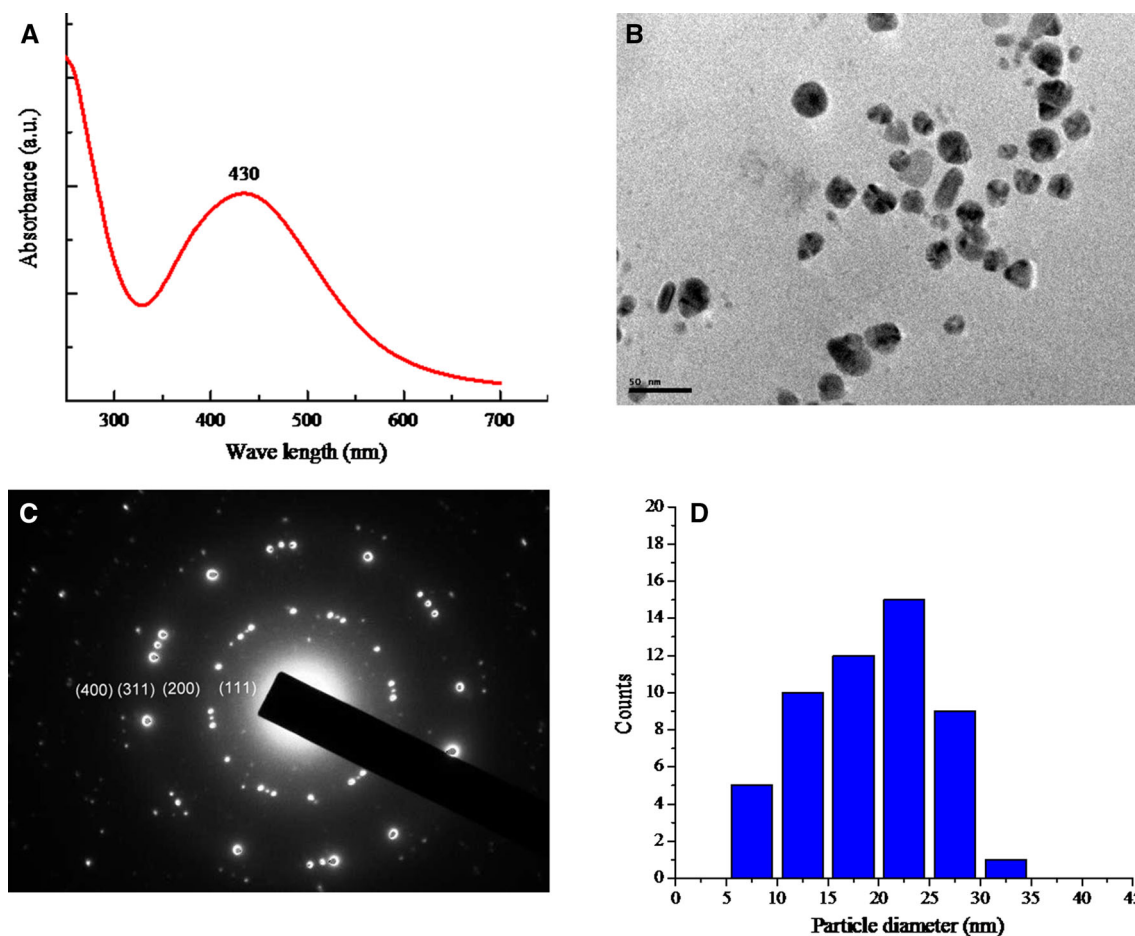 A
Absorbance (a.u.)
430
300 400 500 600 700
Wave length (nm)
B
50 nm
C
(400) (311) (200) (111)
D
Counts
20
18
16
14
12
10
8
6
4
2
0
0 5 10 15 20 25 30 35 40 45
Particle diameter (nm)